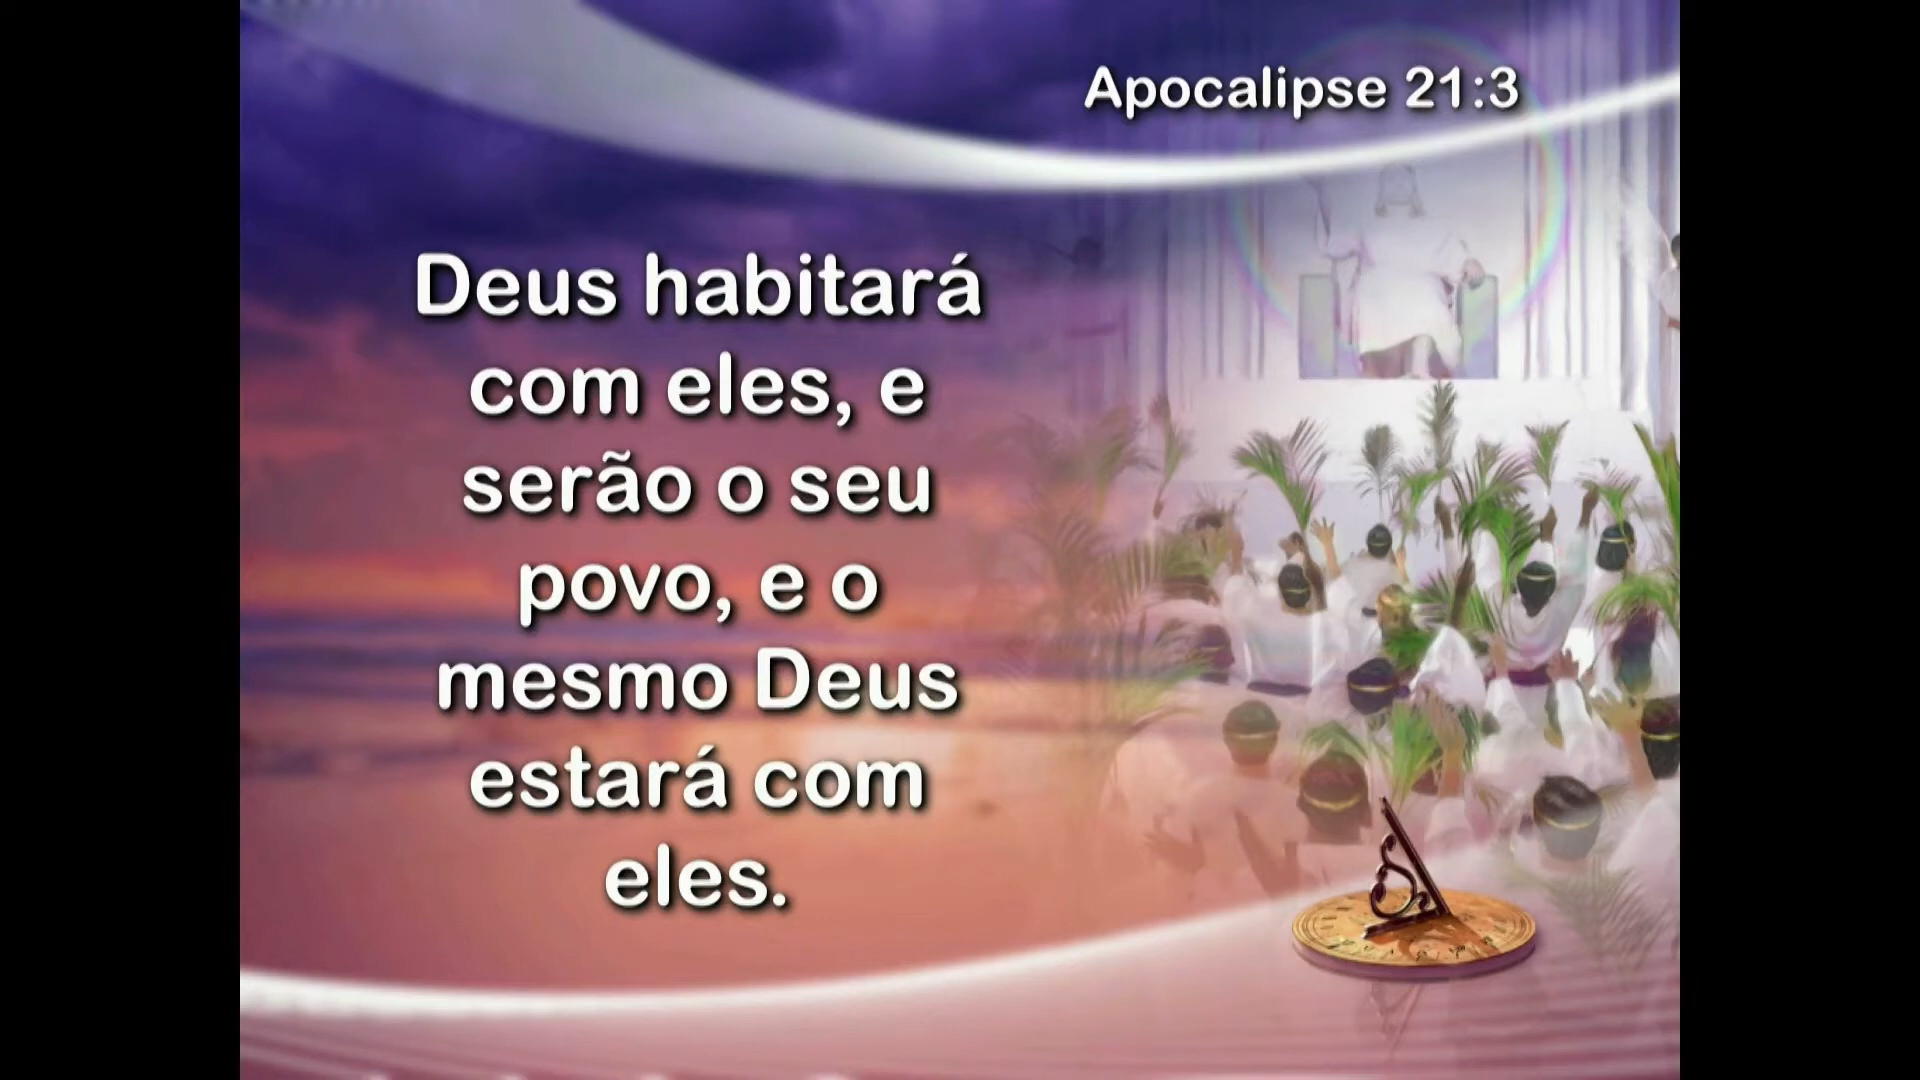 Apocalipse 21:3
Deus habitará
com eles, e
serão o seu
povo, e o
mesmo Deus
estará com
eles.